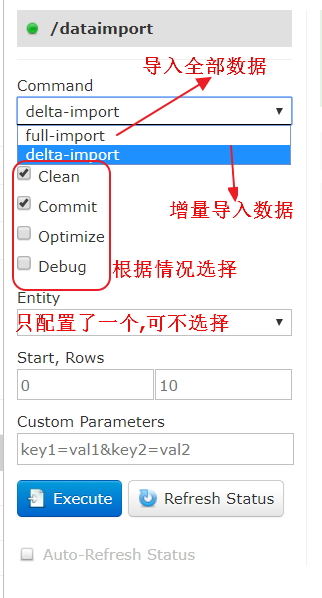 /dataimport
导入全部数据
Command
delta-import
full-import
delta-import
Clean
Commit
增量导入数据
Optimize
Debug
根据情况选择
Entity
只配置了一个,可不选择
Start, Rows
0 10
Custom Parameters
key1=val1&key2=val2
Execute Refresh Status
Auto-Refresh Status